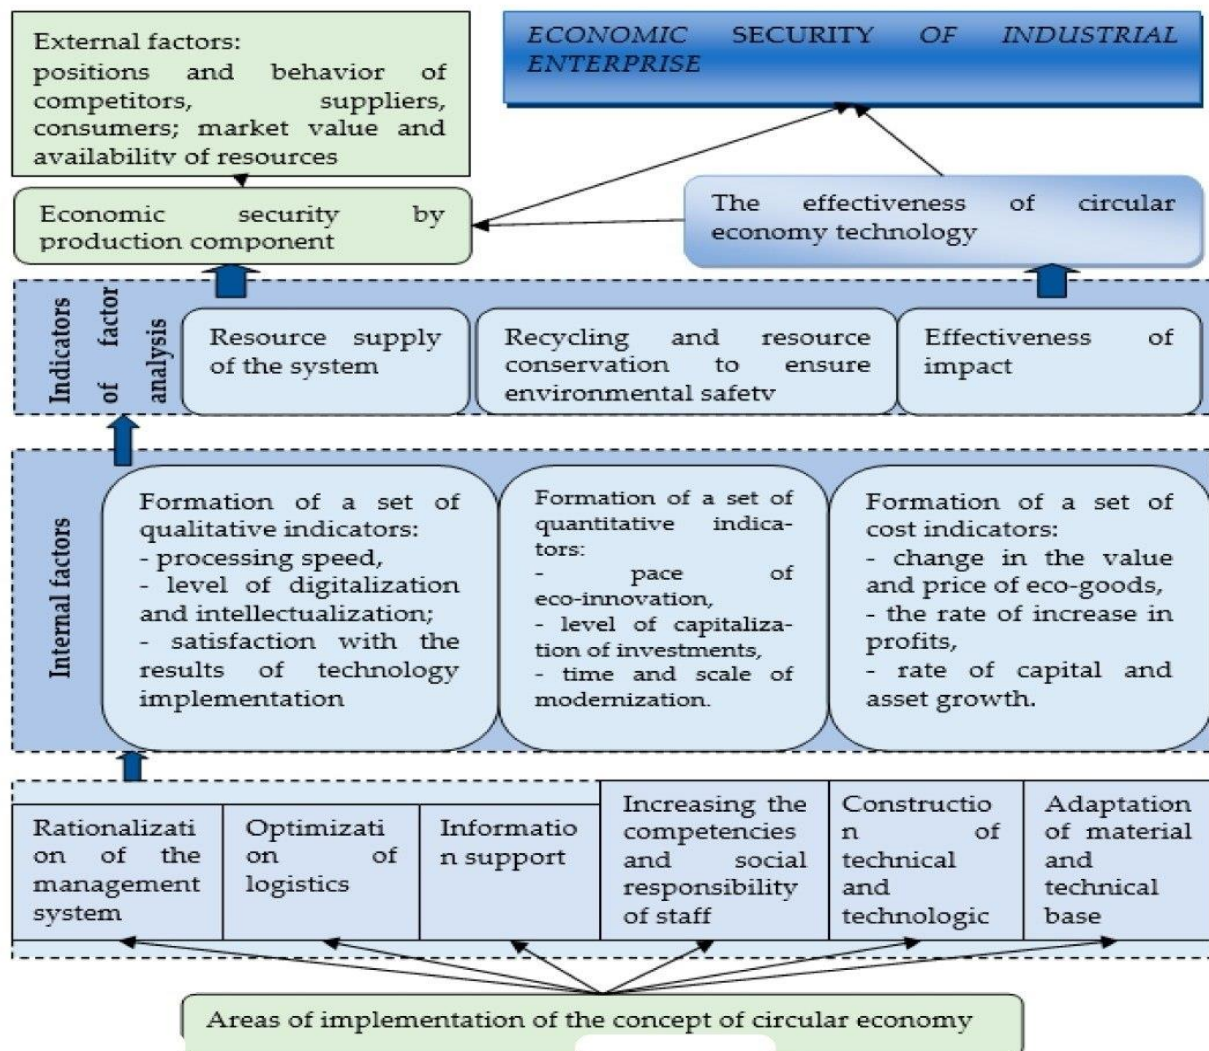 External factors:
positions and behavior of
competitors, suppliers,
consumers; market value and
availability of resources
ECONOMIC SECURITY OF INDUSTRIAL
ENTERPRISE
Economic security by
production component
The effectiveness of circular
economy technology
Indicators
of factor
analysis
Resource supply
of the system
Recycling and resource
conservation to ensure
environmental safety
Effectiveness of
impact
Internal factors
Formation of a set of
qualitative indicators:
- processing speed,
- level of digitalization
and intellectualization;
- satisfaction with the
results of technology
implementation
Formation of a set of
quantitative indica-
tors:
- pace of
eco-innovation,
- level of capitaliza-
tion of investments,
- time and scale of
modernization.
Formation of a set of
cost indicators:
- change in the value
and price of eco-goods,
- the rate of increase in
profits,
- rate of capital and
asset growth.
Rationalizati
on of the
management
system
Optimizati
on of
logistics
Informatio
n support
Increasing the
competencies
and social
responsibility
of staff
Constructio
n of
technical
and
technologic
Adaptation
of material
and
technical
base
Areas of implementation of the concept of circular economy